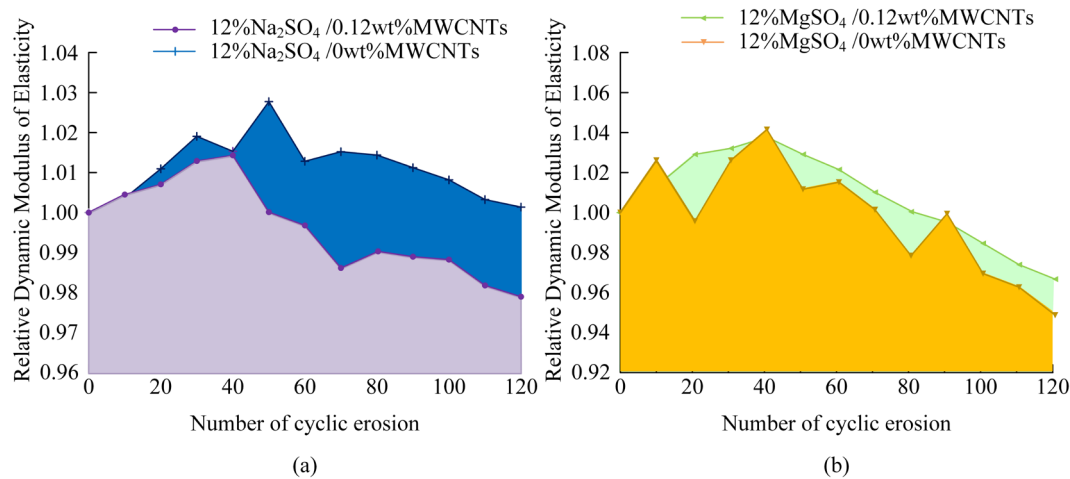 12%Na₂SO₄ /0.12wt%MWCNTs
12%Na₂SO₄ /0wt%MWCNTs
Relative Dynamic Modulus of Elasticity
1.04
1.03
1.02
1.01
1.00
0.99
0.98
0.97
0.96
0 20 40 60 80 100 120
Number of cyclic erosion
(a)
12%MgSO₄ /0.12wt%MWCNTs
12%MgSO₄ /0wt%MWCNTs
Relative Dynamic Modulus of Elasticity
1.08
1.06
1.04
1.02
1.00
0.98
0.96
0.94
0.92
0 20 40 60 80 100 120
Number of cyclic erosion
(b)